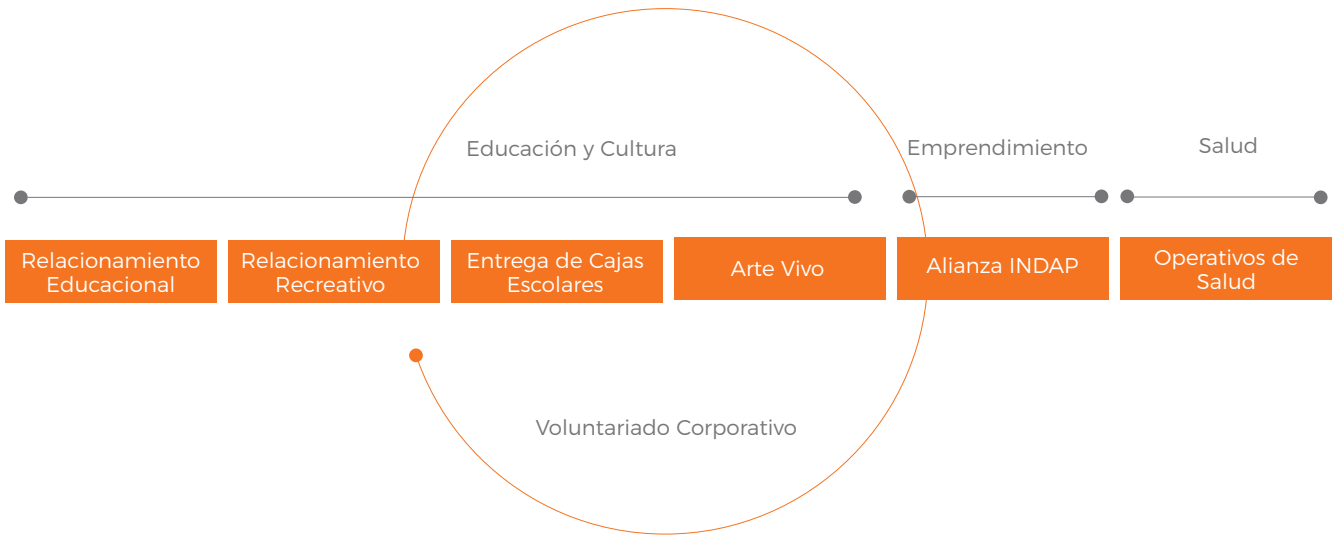 Educación y Cultura
Emprendimiento
Salud
Relacionamiento
Educacional
Relacionamiento
Recreativo
Entrega de Cajas
Escolares
Arte Vivo
Alianza INDAP
Operativos de
Salud
Voluntariado Corporativo